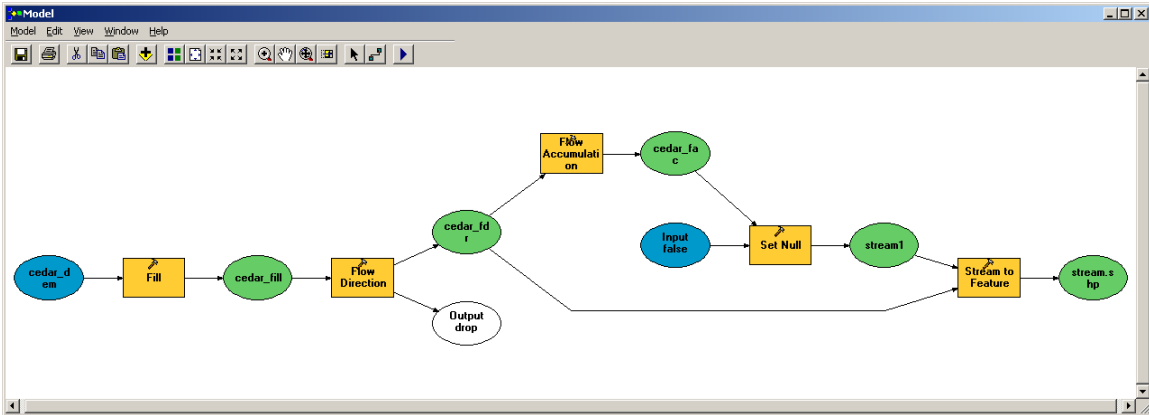 Model
Model Edit View Window Help
Flow
Accumulati
on
cedar_fa
c
cedar_fd
r
Input
false
Set Null
stream1
cedar_d
em
Fill
cedar_fill
Flow
Direction
Stream to
Feature
stream.s
hp
Output
drop